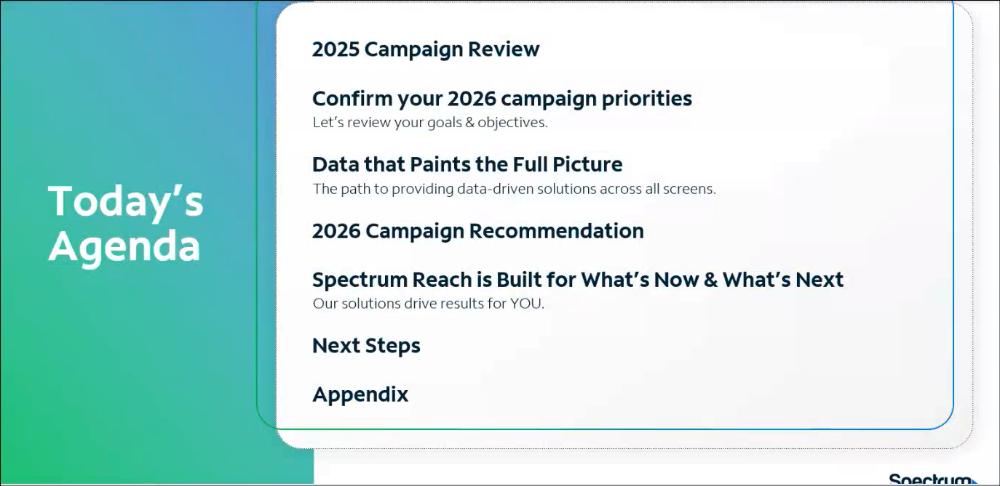 Today’s
Agenda
2025 Campaign Review
Confirm your 2026 campaign priorities
Let’s review your goals & objectives.
Data that Paints the Full Picture
The path to providing data-driven solutions across all screens.
2026 Campaign Recommendation
Spectrum Reach is Built for What’s Now & What’s Next
Our solutions drive results for YOU.
Next Steps
Appendix
Spectrum